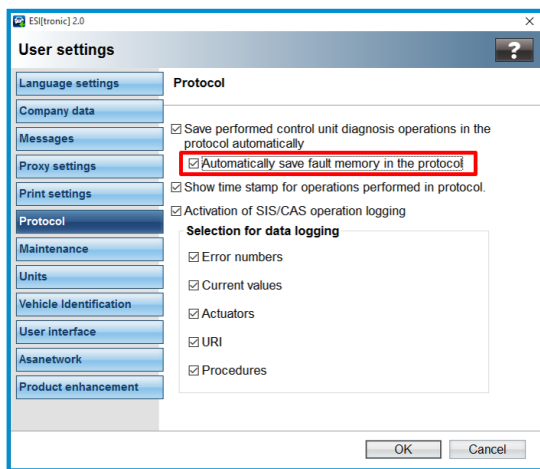 ESI[tronic] 2.0
User settings
?
Language settings
Company data
Messages
Proxy settings
Print settings
Protocol
Maintenance
Units
Vehicle Identification
User interface
Asanetwork
Product enhancement
Protocol
Save performed control unit diagnosis operations in the
protocol automatically
Automatically save fault memory in the protocol
Show time stamp for operations performed in protocol.
Activation of SIS/CAS operation logging
Selection for data logging
Error numbers
Current values
Actuators
URI
Procedures
OK
Cancel